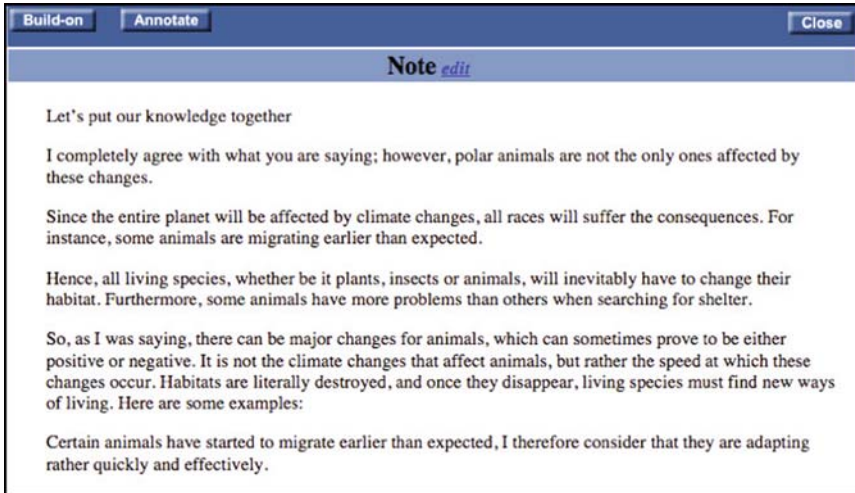 Build-on Annotate Close
Note edit
Let's put our knowledge together
I completely agree with what you are saying; however, polar animals are not the only ones affected by
these changes.
Since the entire planet will be affected by climate changes, all races will suffer the consequences. For
instance, some animals are migrating earlier than expected.
Hence, all living species, whether be it plants, insects or animals, will inevitably have to change their
habitat. Furthermore, some animals have more problems than others when searching for shelter.
So, as I was saying, there can be major changes for animals, which can sometimes prove to be either
positive or negative. It is not the climate changes that affect animals, but rather the speed at which these
changes occur. Habitats are literally destroyed, and once they disappear, living species must find new ways
of living. Here are some examples:
Certain animals have started to migrate earlier than expected, I therefore consider that they are adapting
rather quickly and effectively.